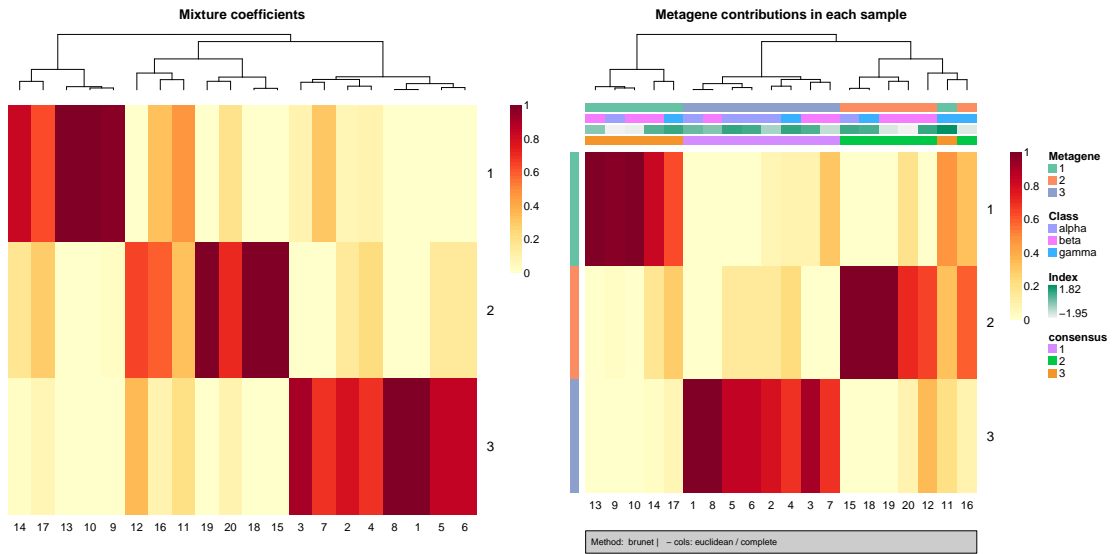 Mixture coefficients
1
2
3
14 17 13 10 9 12 16 11 19 20 18 15 3 7 2 4 8 1 5 6
1
0.8
0.6
0.4
0.2
0
Metagene contributions in each sample
1
2
3
13 9 10 14 17 1 8 5 6 2 4 3 7 15 18 19 20 12 11 16
1
0.8
0.6
0.4
0.2
0
Metagene
1
2
3
Class
alpha
beta
gamma
Index
1.82
−1.95
consensus
1
2
3
Method: brunet | − cols: euclidean / complete